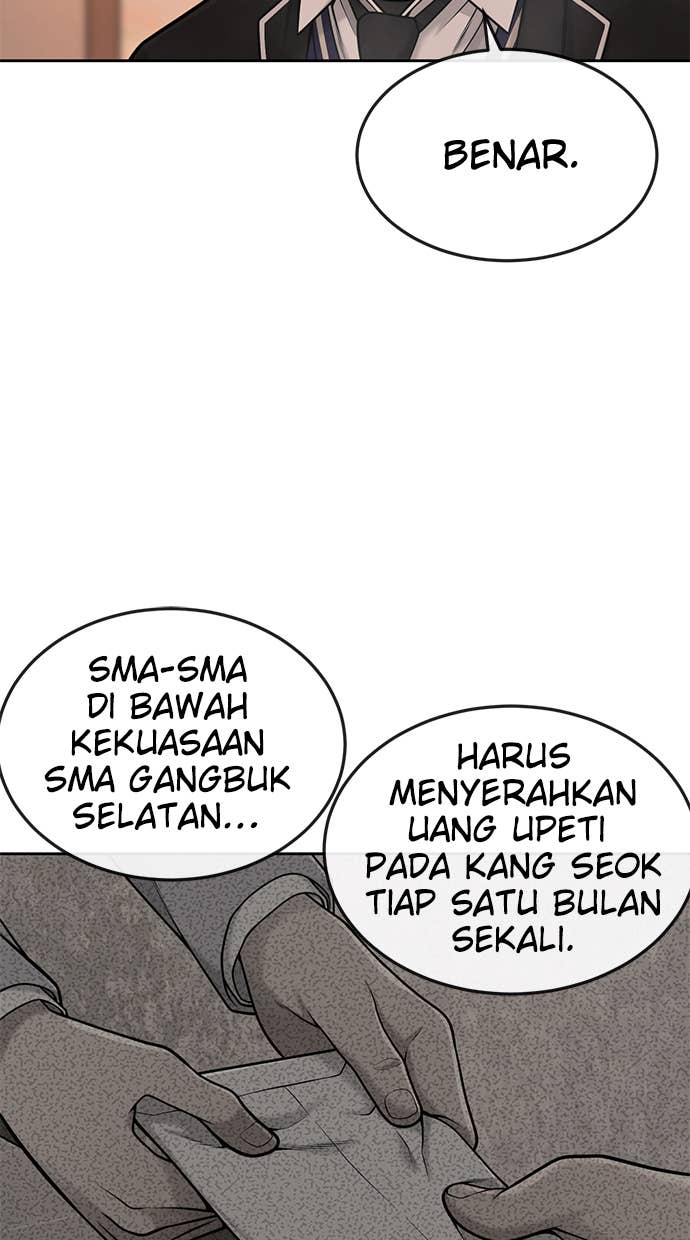 BENAR.
SMA-SMA
DI BAWAH
KEKUASAAN
SMA GANGBUK
SELATAN...
HARUS
MENYERAHKAN
UANG UPETI
PADA KANG SEOK
TIAP SATU BULAN
SEKALI.